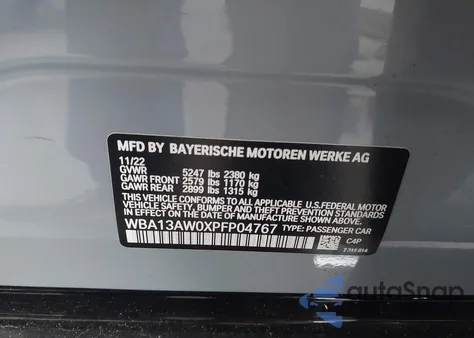 MFD BY BAYERISCHE MOTOREN WERKE AG
11/22
GVWR 5247 lbs 2380 kg
GAWR FRONT 2579 lbs 1170 kg
GAWR REAR 2899 lbs 1315 kg
THIS VEHICLE CONFORMS TO ALL APPLICABLE U.S.FEDERAL MOTOR
VEHICLE SAFETY, BUMPER, AND THEFT PREVENTION
STANDARDS IN EFFECT ON THE DATE OF MANUFACTURE SHOWN ABOVE.
WBA13AW0XPFP04767 TYPE: PASSENGER CAR
C4P
autoSnap